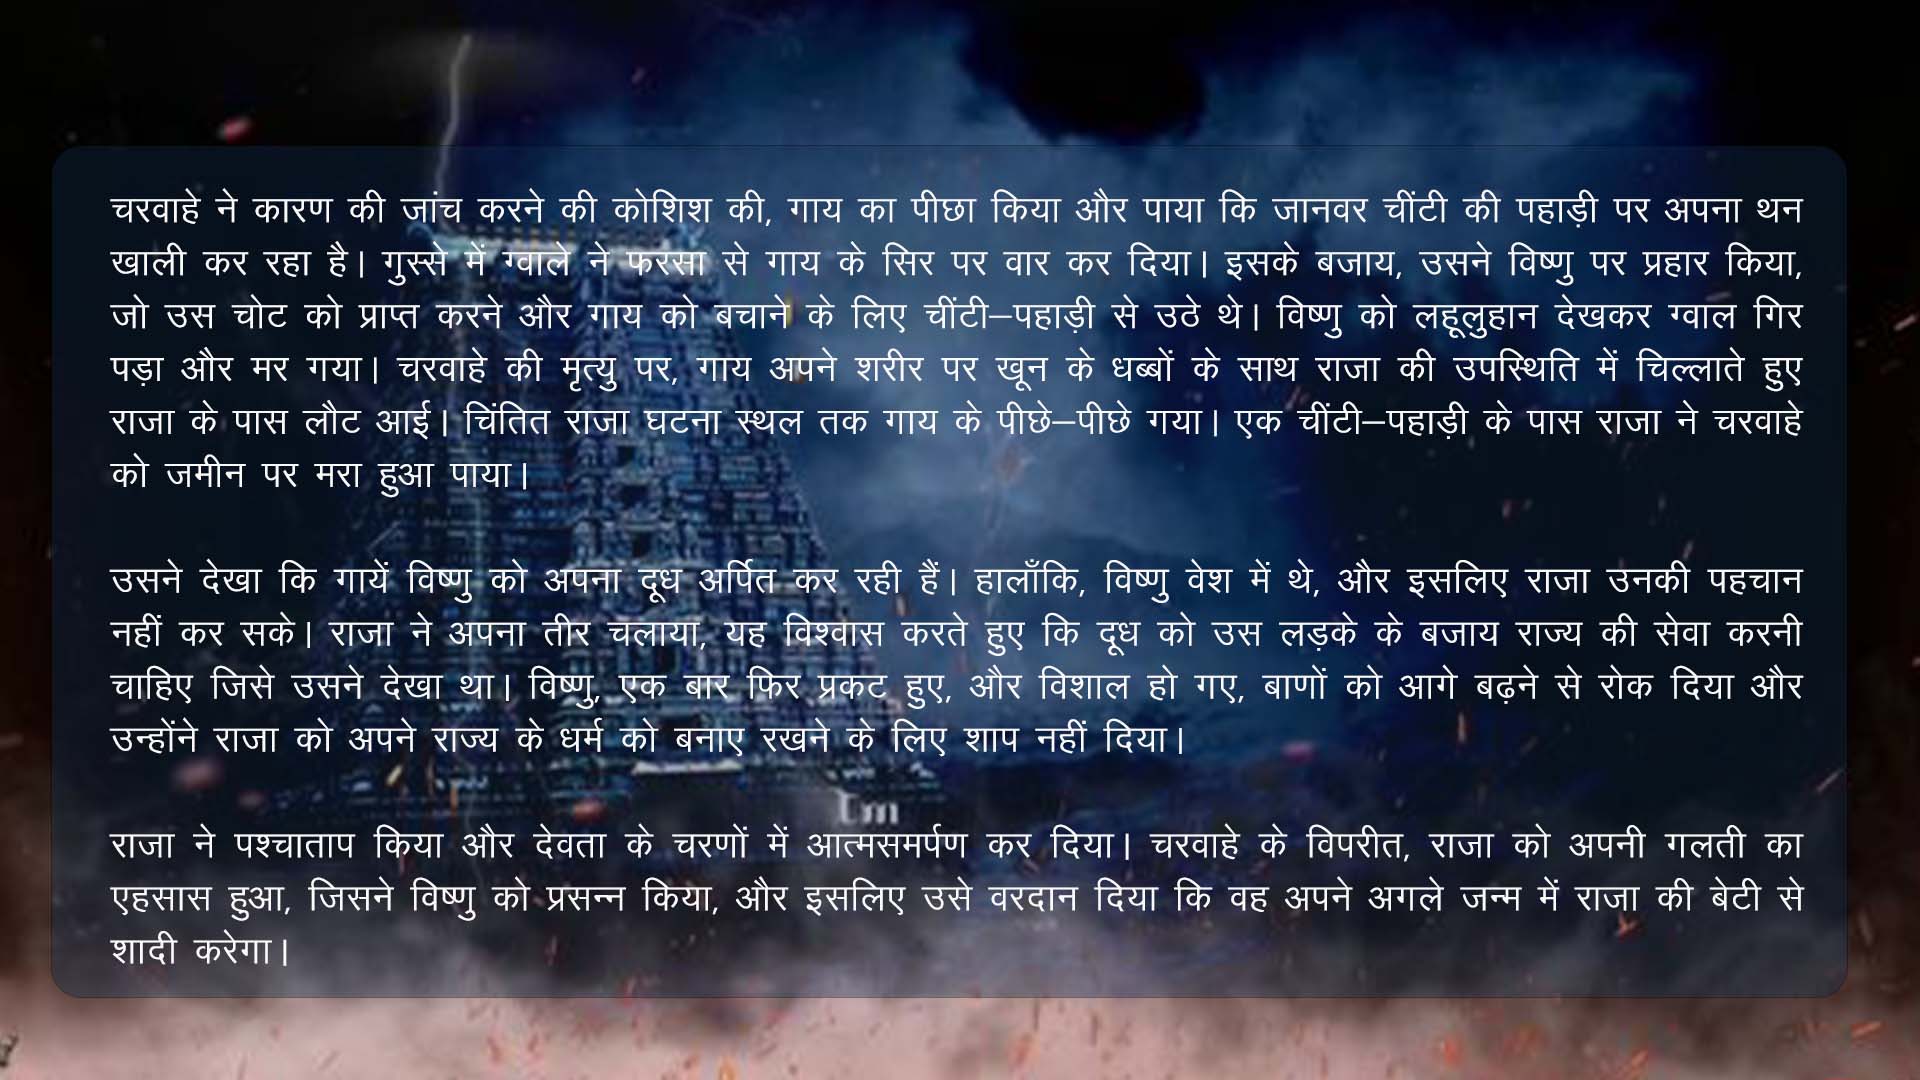 चरवाहे ने कारण की जांच करने की कोशिश की, गाय का पीछा किया और पाया कि जानवर चींटी की पहाड़ी पर अपना थन
खाली कर रहा है। गुस्से में ग्वाले ने फरसा से गाय के सिर पर वार कर दिया। इसके बजाय, उसने विष्णु पर प्रहार किया,
जो उस चोट को प्राप्त करने और गाय को बचाने के लिए चींटी–पहाड़ी से उठे थे। विष्णु को लहूलुहान देखकर ग्वाल गिर
पड़ा और मर गया। चरवाहे की मृत्यु पर, गाय अपने शरीर पर खून के धब्बों के साथ राजा की उपस्थिति में चिल्लाते हुए
राजा के पास लौट आई। चिंतित राजा घटना स्थल तक गाय के पीछे–पीछे गया। एक चींटी–पहाड़ी के पास राजा ने चरवाहे
को जमीन पर मरा हुआ पाया।
उसने देखा कि गायें विष्णु को अपना दूध अर्पित कर रही हैं। हालाँकि, विष्णु वेश में थे, और इसलिए राजा उनकी पहचान
नहीं कर सके। राजा ने अपना तीर चलाया, यह विश्वास करते हुए कि दूध को उस लड़के के बजाय राज्य की सेवा करनी
चाहिए जिसे उसने देखा था। विष्णु, एक बार फिर प्रकट हुए, और विशाल हो गए, बाणों को आगे बढ़ने से रोक दिया और
उन्होंने राजा को अपने राज्य के धर्म को बनाए रखने के लिए शाप नहीं दिया।
राजा ने पश्चाताप किया और देवता के चरणों में आत्मसमर्पण कर दिया। चरवाहे के विपरीत, राजा को अपनी गलती का
एहसास हुआ, जिसने विष्णु को प्रसन्न किया, और इसलिए उसे वरदान दिया कि वह अपने अगले जन्म में राजा की बेटी से
शादी करेगा।